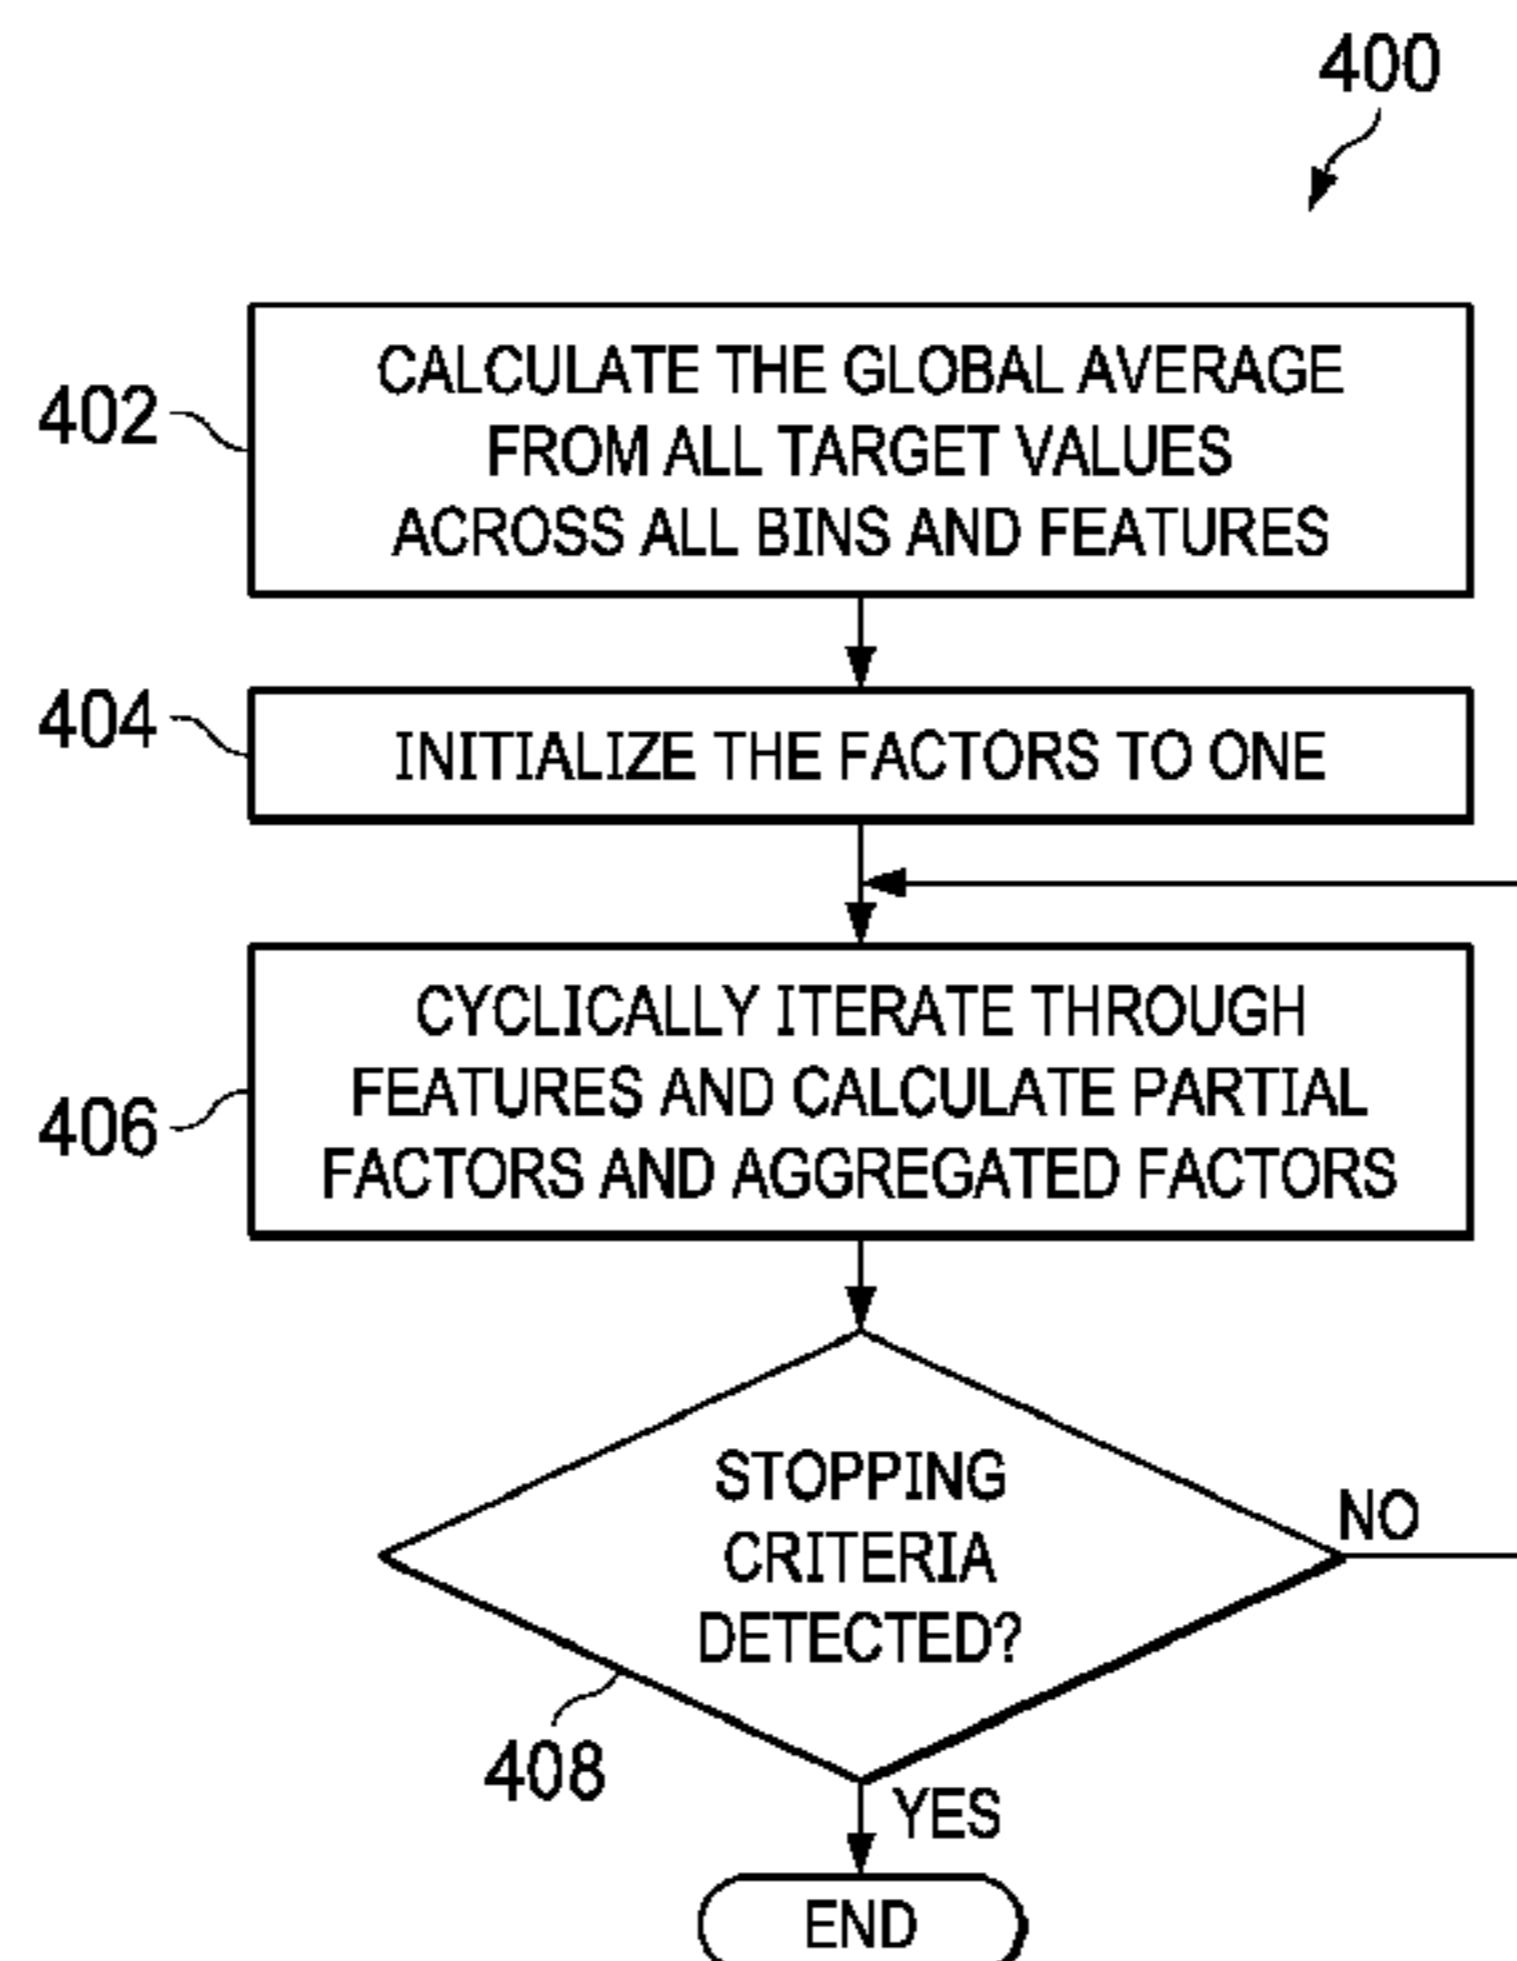 400
402
CALCULATE THE GLOBAL AVERAGE
FROM ALL TARGET VALUES
ACROSS ALL BINS AND FEATURES
404
INITIALIZE THE FACTORS TO ONE
406
CYCLICALLY ITERATE THROUGH
FEATURES AND CALCULATE PARTIAL
FACTORS AND AGGREGATED FACTORS
STOPPING
CRITERIA
DETECTED?
NO
408
YES
END